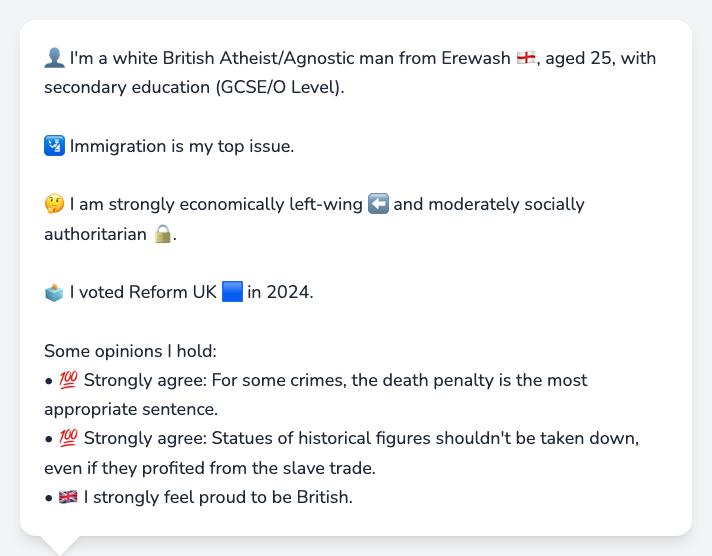 👤 I'm a white British Atheist/Agnostic man from Erewash 🏴󠁧󠁢󠁥󠁮󠁧󠁿, aged 25, with
secondary education (GCSE/O Level).
🛂 Immigration is my top issue.
🤔 I am strongly economically left-wing ⬅️ and moderately socially
authoritarian 🔒.
🗳️ I voted Reform UK 🟦 in 2024.
Some opinions I hold:
• 💯 Strongly agree: For some crimes, the death penalty is the most
appropriate sentence.
• 💯 Strongly agree: Statues of historical figures shouldn't be taken down,
even if they profited from the slave trade.
• 🇬🇧 I strongly feel proud to be British.